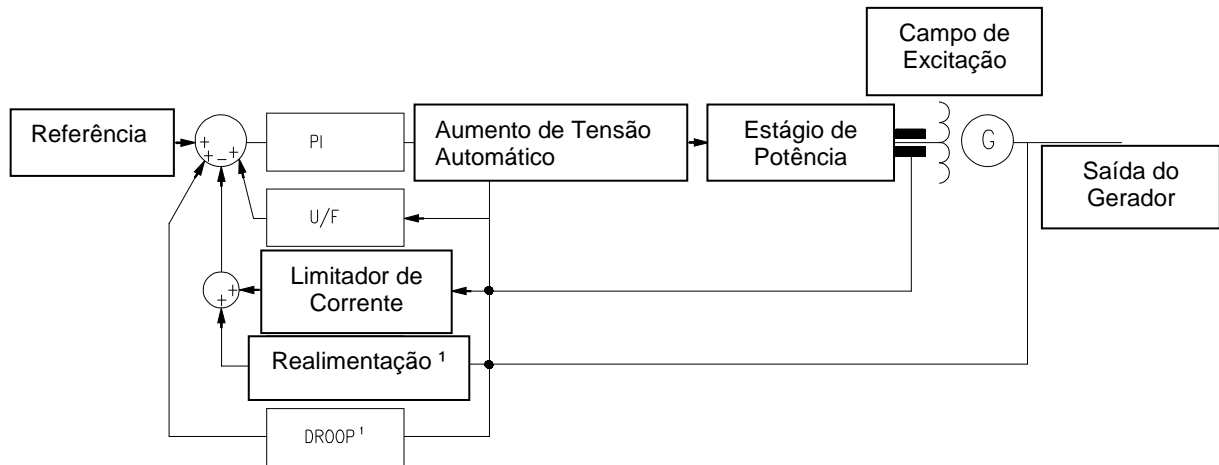 Campo de
Excitação
Referência
+
+
−
+
PI
Aumento de Tensão
Automático
Estágio de
Potência
G
Saída do
Gerador
U/F
Limitador de
Corrente
+
+
Realimentação ¹
DROOP ¹